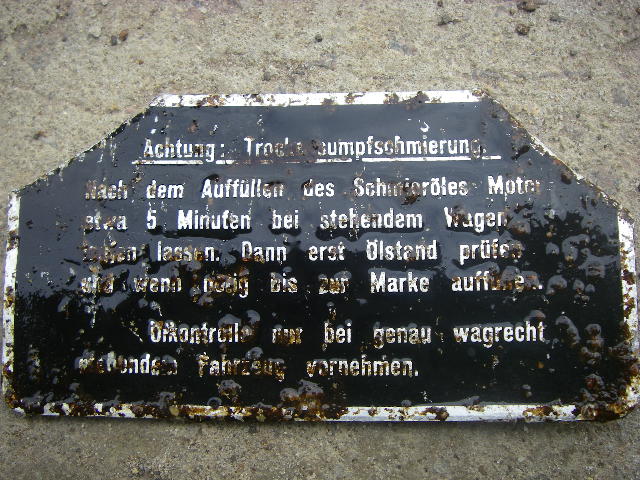 Achtung: Trockensumpfschmierung.
Nach dem Auffüllen des Schmieröles Motor
etwa 5 Minuten bei stehendem Wagen
lassen. Dann erst Ölstand prüfen
und wenn nötig bis zur Marke auffüllen.
Ölkontrolle nur bei genau wagrecht
stehendem Fahrzeug vornehmen.